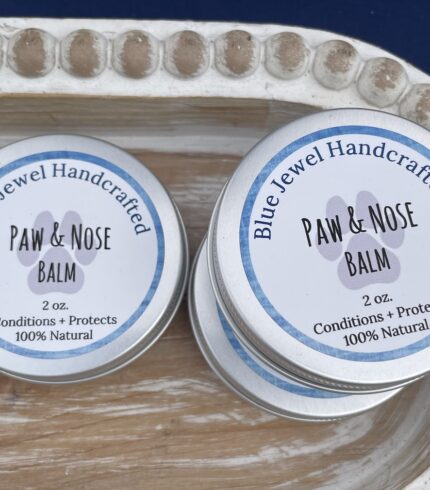 Jewel Handcrafted
PAW & NOSE
BALM
2 oz.
Conditions + Protects
100% Natural
Blue Jewel Handcrafted
PAW & NOSE
BALM
2 oz.
Conditions + Protects
100% Natural